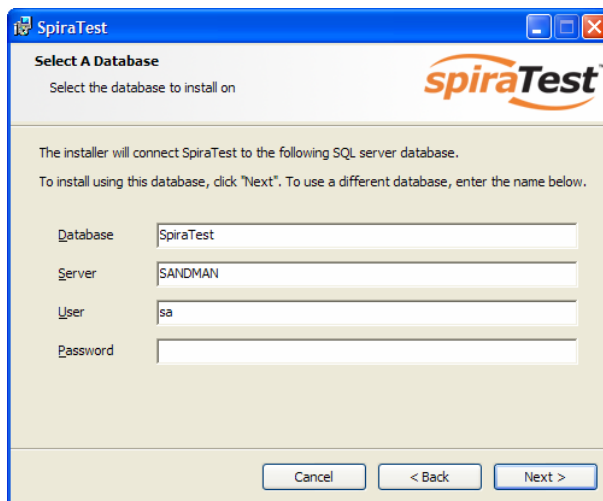 SpiraTest
Select A Database
Select the database to install on
spiraTest
The installer will connect SpiraTest to the following SQL server database.
To install using this database, click "Next". To use a different database, enter the name below.
Database SpiraTest
Server SANDMAN
User sa
Password
Cancel < Back Next >